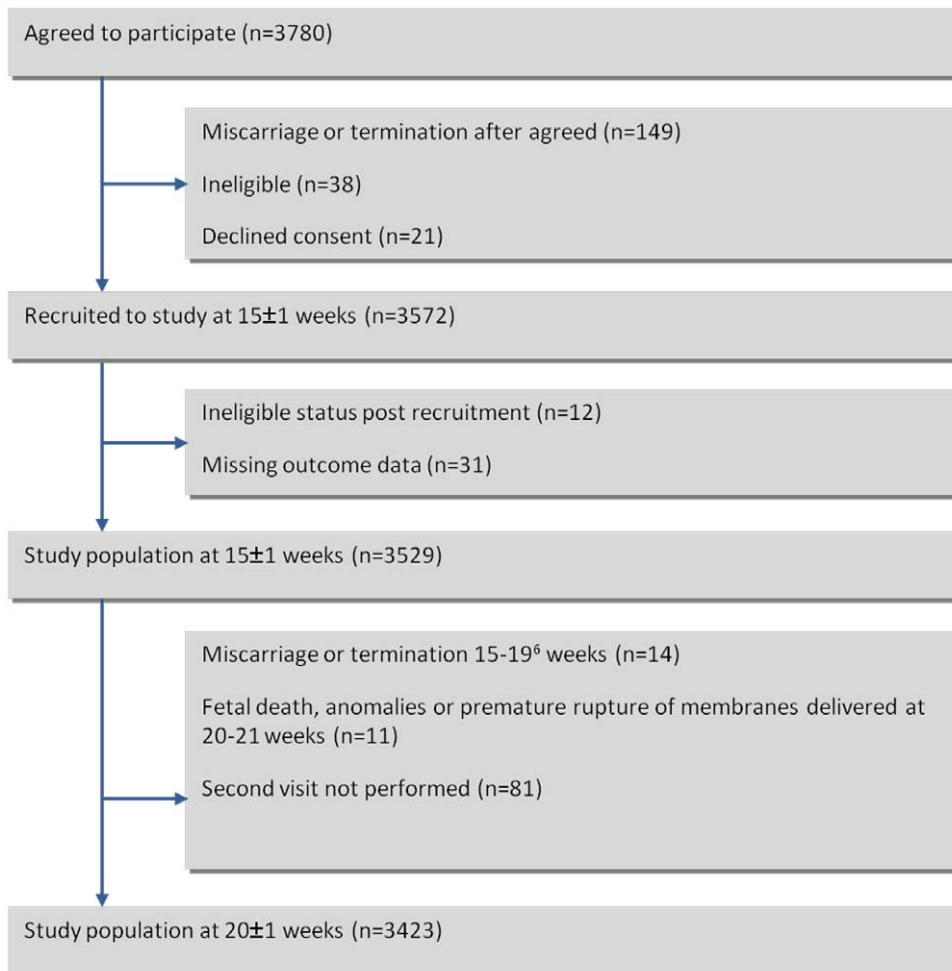 Agreed to participate (n=3780)
Miscarriage or termination after agreed (n=149)
Ineligible (n=38)
Declined consent (n=21)
Recruited to study at 15±1 weeks (n=3572)
Ineligible status post recruitment (n=12)
Missing outcome data (n=31)
Study population at 15±1 weeks (n=3529)
Miscarriage or termination 15-19⁶ weeks (n=14)
Fetal death, anomalies or premature rupture of membranes delivered at
20-21 weeks (n=11)
Second visit not performed (n=81)
Study population at 20±1 weeks (n=3423)